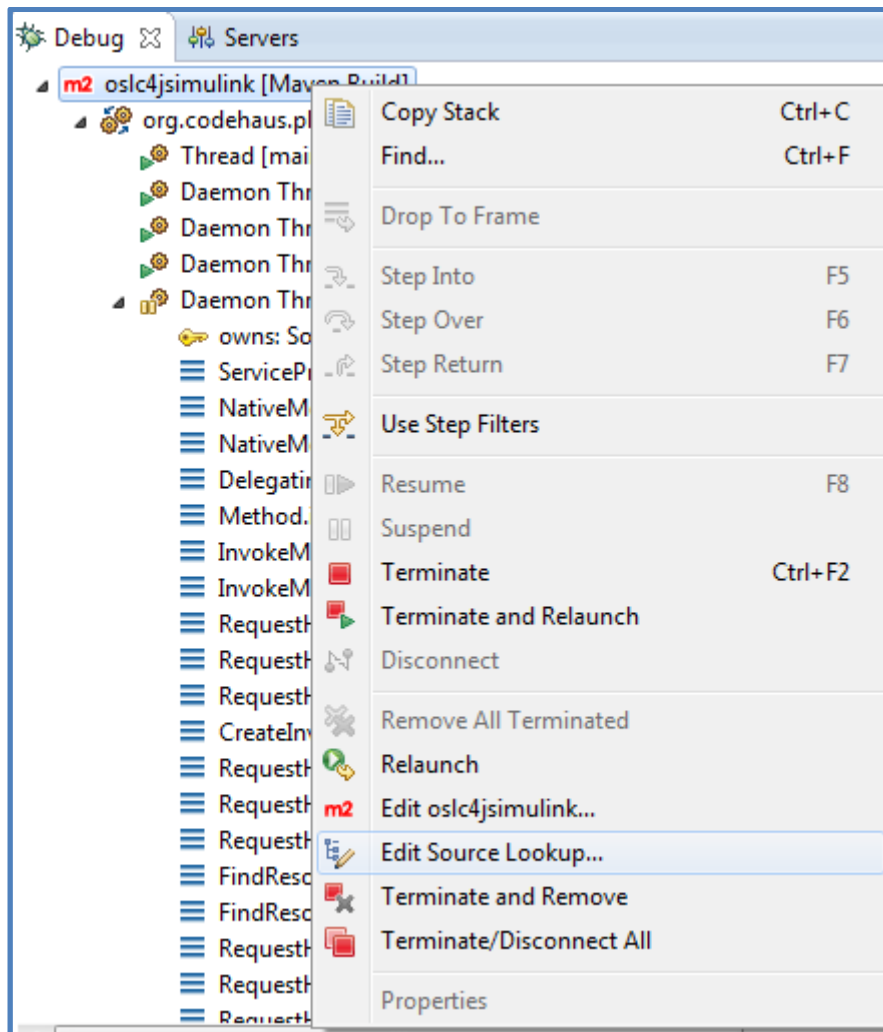 Debug Servers
m2 oslc4jsimulink [Maven Build]
org.codehaus.pl
Thread [mai
Daemon Thr
Daemon Thr
Daemon Thr
Daemon Thr
owns: So
ServicePr
NativeM
NativeM
Delegatin
Method.
InvokeM
InvokeM
RequestH
RequestH
RequestH
CreateInv
RequestH
RequestH
RequestH
FindReso
FindReso
RequestH
RequestH
RequestH
Copy Stack Ctrl+C
Find... Ctrl+F
Drop To Frame
Step Into F5
Step Over F6
Step Return F7
Use Step Filters
Resume F8
Suspend
Terminate Ctrl+F2
Terminate and Relaunch
Disconnect
Remove All Terminated
Relaunch
m2 Edit oslc4jsimulink...
Edit Source Lookup...
Terminate and Remove
Terminate/Disconnect All
Properties